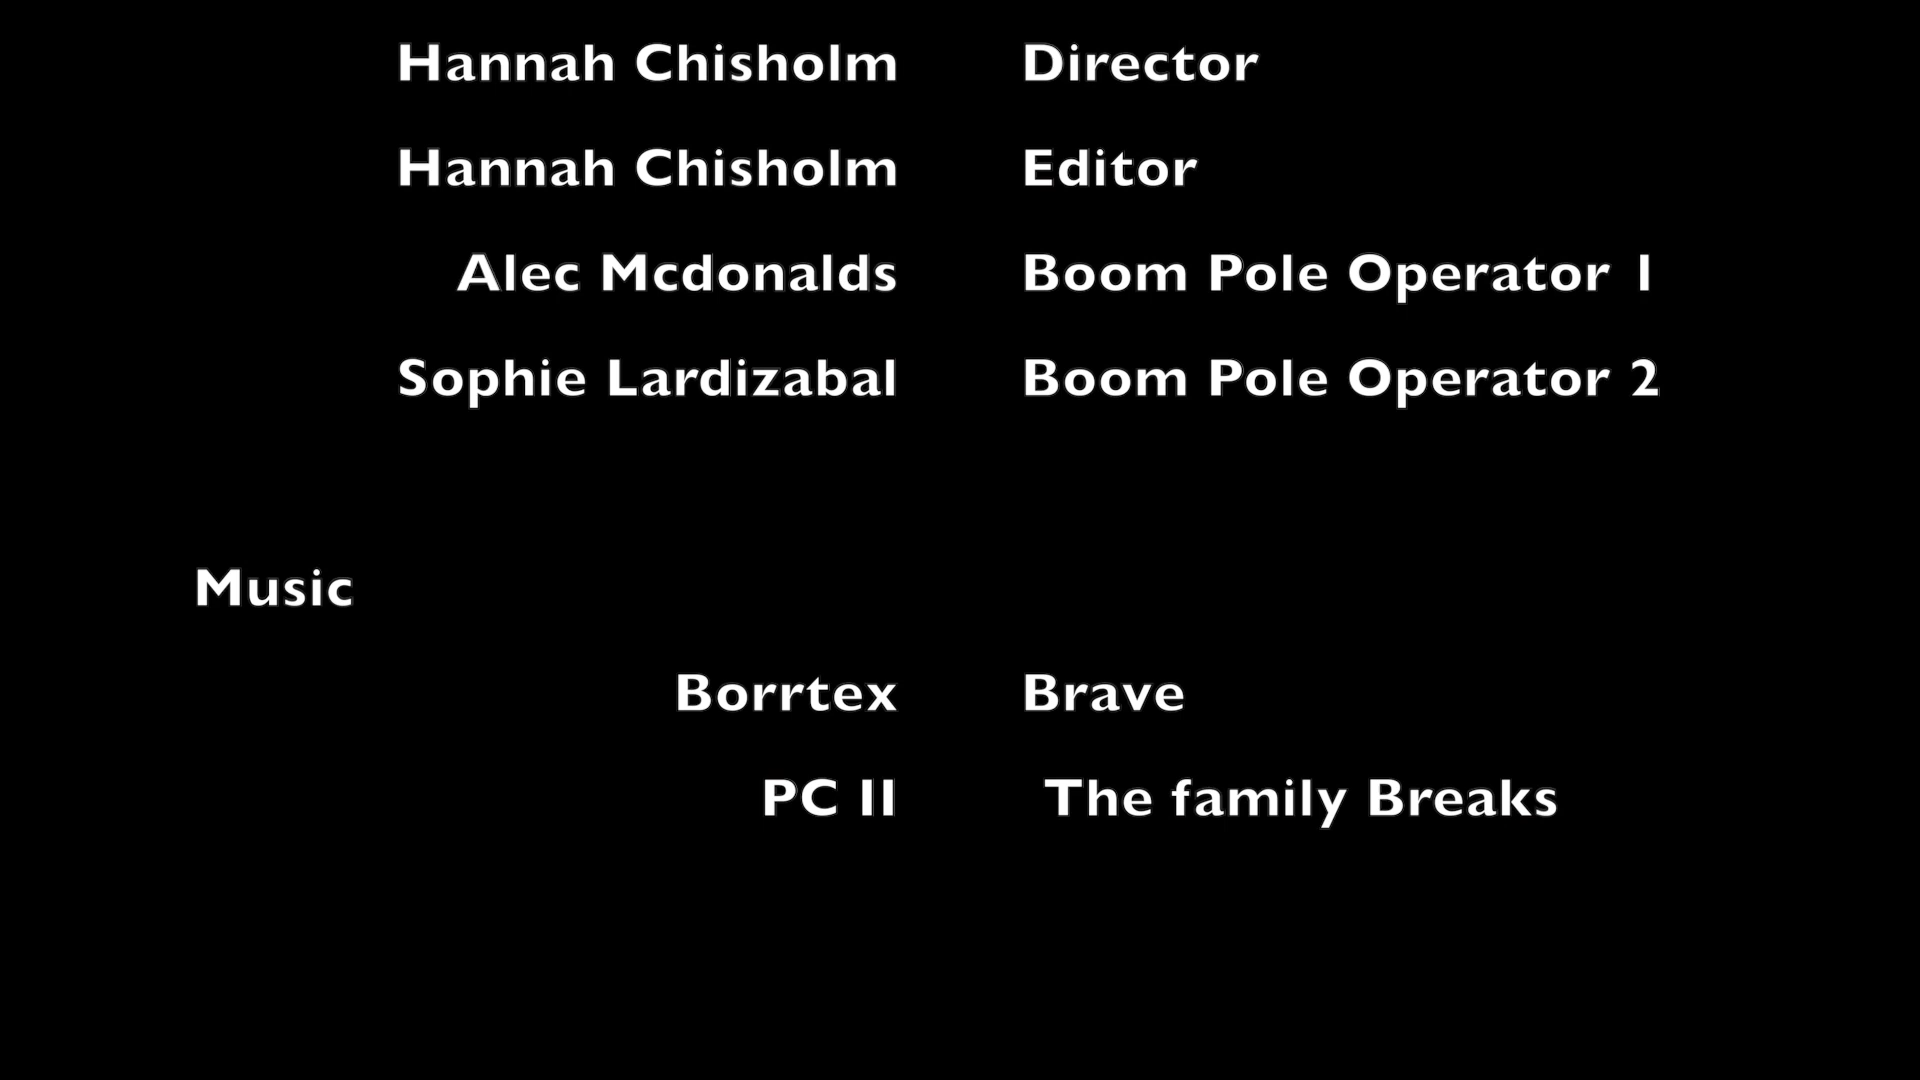 Hannah Chisholm Director
Hannah Chisholm Editor
Alec Mcdonalds Boom Pole Operator 1
Sophie Lardizabal Boom Pole Operator 2
Music
Borrtex Brave
PC II The family Breaks